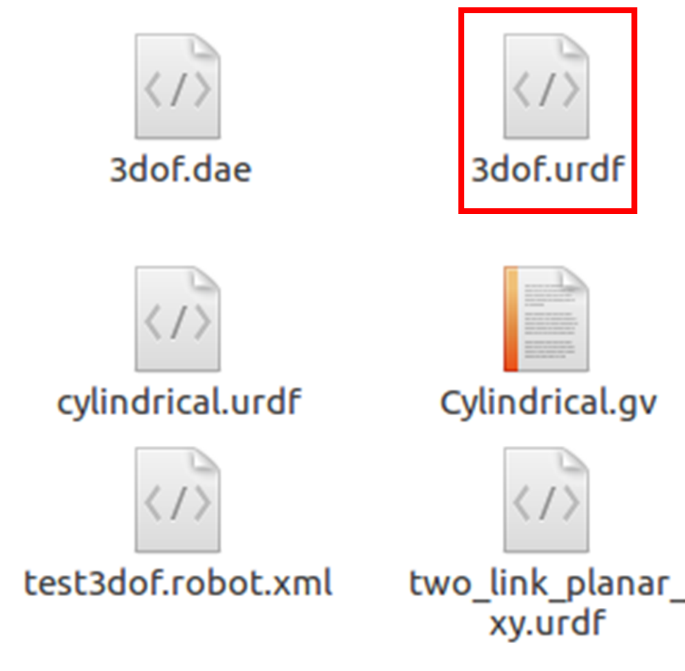 3dof.dae
3dof.urdf
cylindrical.urdf
Cylindrical.gv
test3dof.robot.xml
two_link_planar_
xy.urdf